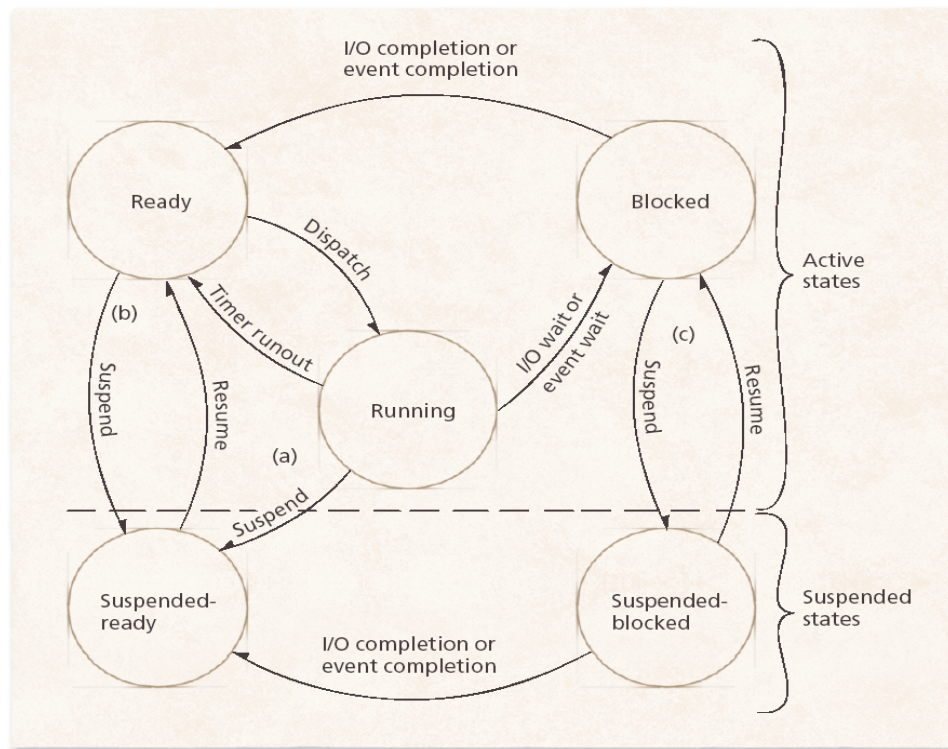 I/O completion or
event completion
Ready
Blocked
Dispatch
Active
states
(b)
Timer runout
I/O wait or
event wait
(c)
Suspend
Resume
Running
Suspend
Resume
(a)
Suspend
Suspended-
ready
Suspended-
blocked
Suspended
states
I/O completion or
event completion